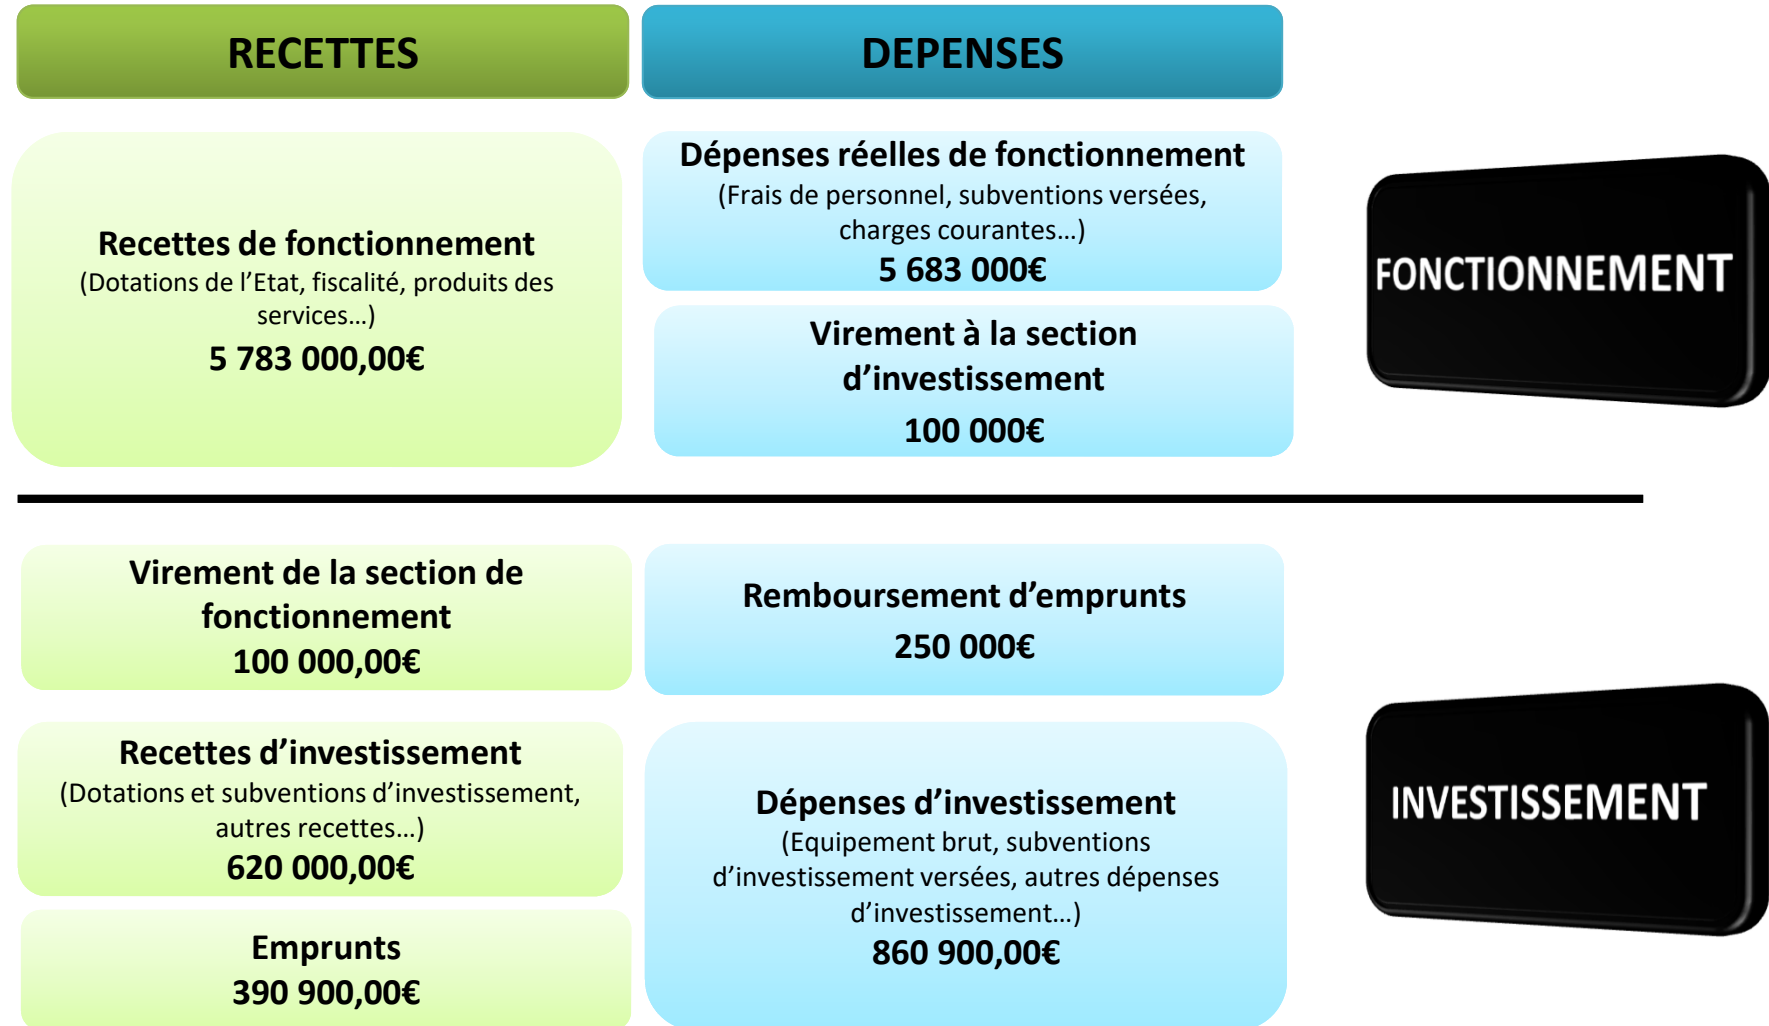 RECETTES
DEPENSES
Recettes de fonctionnement
(Dotations de l’Etat, fiscalité, produits des
services…)
5 783 000,00€
Dépenses réelles de fonctionnement
(Frais de personnel, subventions versées,
charges courantes…)
5 683 000€
Virement à la section
d’investissement
100 000€
FONCTIONNEMENT
Virement de la section de
fonctionnement
100 000,00€
Recettes d’investissement
(Dotations et subventions d’investissement,
autres recettes…)
620 000,00€
Emprunts
390 900,00€
Remboursement d’emprunts
250 000€
Dépenses d’investissement
(Equipement brut, subventions
d’investissement versées, autres dépenses
d’investissement…)
860 900,00€
INVESTISSEMENT